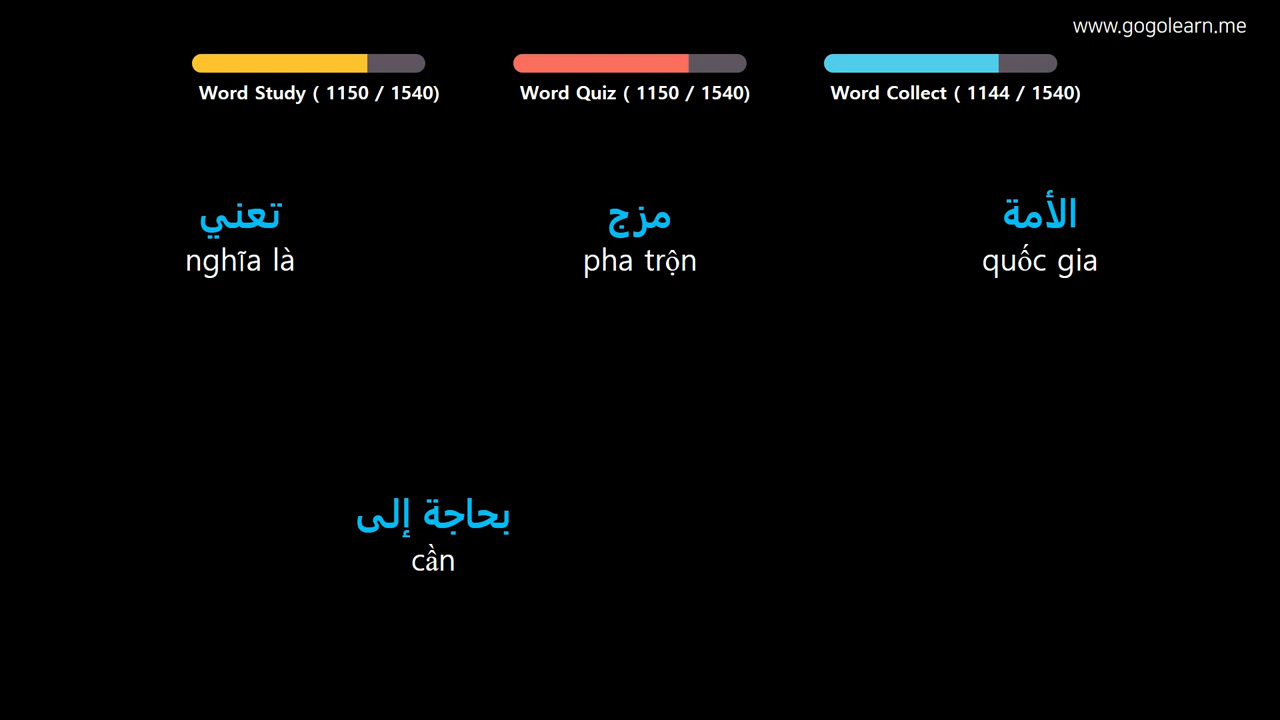 www.gogolearn.me
Word Study ( 1150 / 1540)
Word Quiz ( 1150 / 1540)
Word Collect ( 1144 / 1540)
تعني
nghĩa là
مزج
pha trộn
الأمة
quốc gia
بحاجة إلى
cần